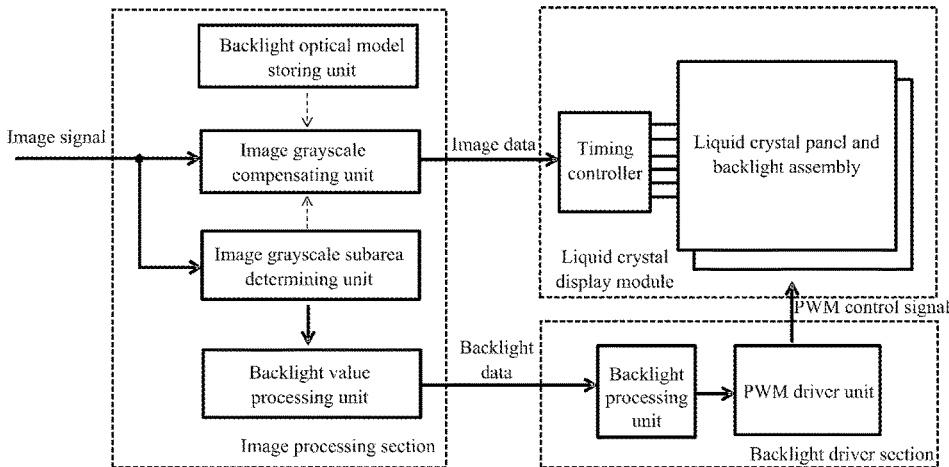 Backlight optical model
storing unit
Image signal
Image grayscale
compensating unit
Image data
Timing
controller
Liquid crystal panel and
backlight assembly
Image grayscale subarea
determining unit
Liquid crystal
display module
PWM control signal
Backlight value
processing unit
Backlight
data
Backlight
processing
unit
PWM driver unit
Image processing section
Backlight driver section